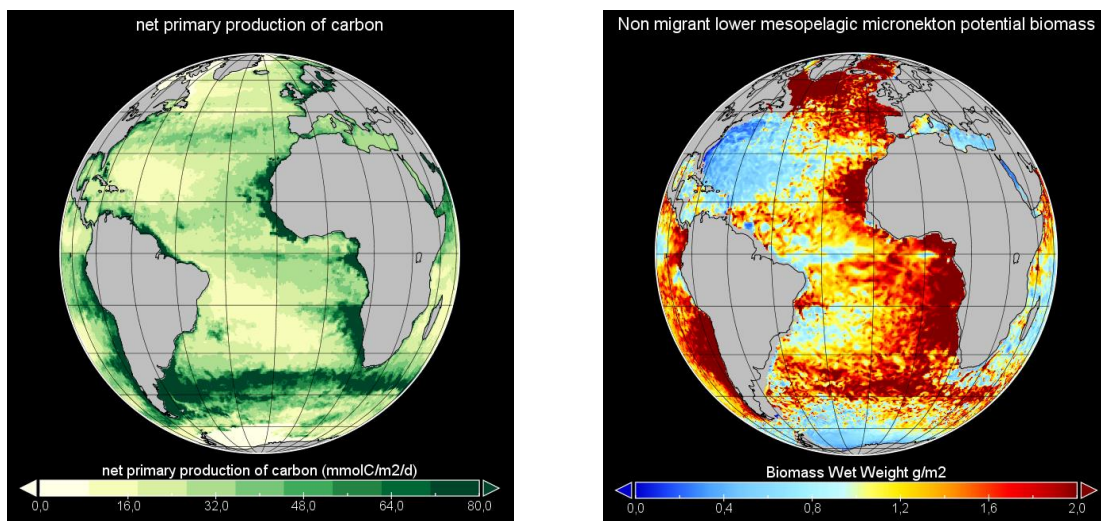 net primary production of carbon
net primary production of carbon (mmolC/m2/d)
0,0 16,0 32,0 48,0 64,0 80,0
Non migrant lower mesopelagic micronekton potential biomass
Biomass Wet Weight g/m2
0,0 0,4 0,8 1,2 1,6 2,0